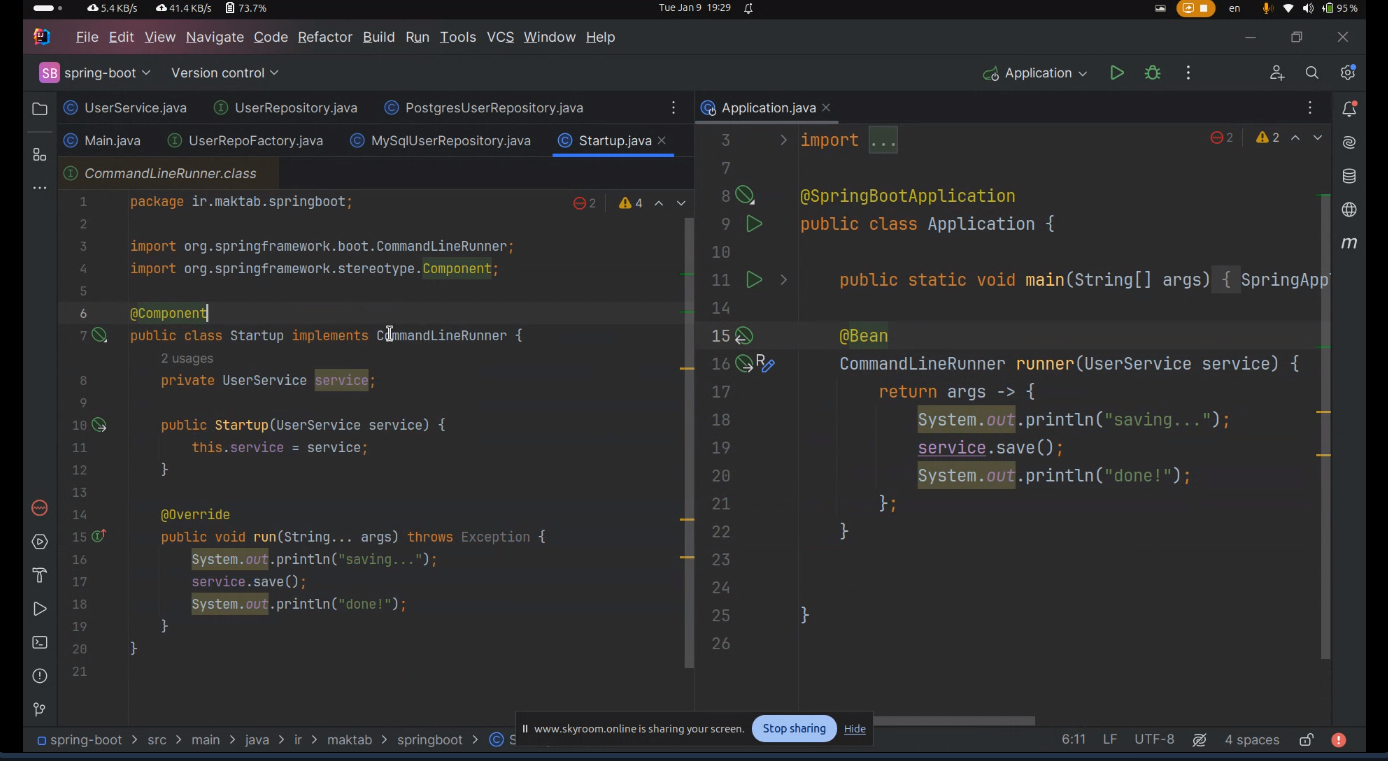 5.4 KB/s 41.4 KB/s 73.7% Tue Jan 9 19:29 en 95 %
File Edit View Navigate Code Refactor Build Run Tools VCS Window Help
SB spring-boot Version control Application
UserService.java UserRepository.java PostgresUserRepository.java
Main.java UserRepoFactory.java MySqlUserRepository.java Startup.java
CommandLineRunner.class
2 4
1 package ir.maktab.springboot;
2
3 import org.springframework.boot.CommandLineRunner;
4 import org.springframework.stereotype.Component;
5
6 @Component
7 public class Startup implements CommandLineRunner {
2 usages
8 private UserService service;
9
10 public Startup(UserService service) {
11 this.service = service;
12 }
13
14 @Override
15 public void run(String... args) throws Exception {
16 System.out.println("saving...");
17 service.save();
18 System.out.println("done!");
19 }
20 }
21
Application.java
2 2
3 import ...
7
8 @SpringBootApplication
9 public class Application {
10
11 public static void main(String[] args) { SpringAppl
14
15 @Bean
16 CommandLineRunner runner(UserService service) {
17 return args -> {
18 System.out.println("saving...");
19 service.save();
20 System.out.println("done!");
21 };
22 }
23
24
25 }
26
m
www.skyroom.online is sharing your screen. Stop sharing Hide
spring-boot > src > main > java > ir > maktab > springboot > 6:11 LF UTF-8 4 spaces